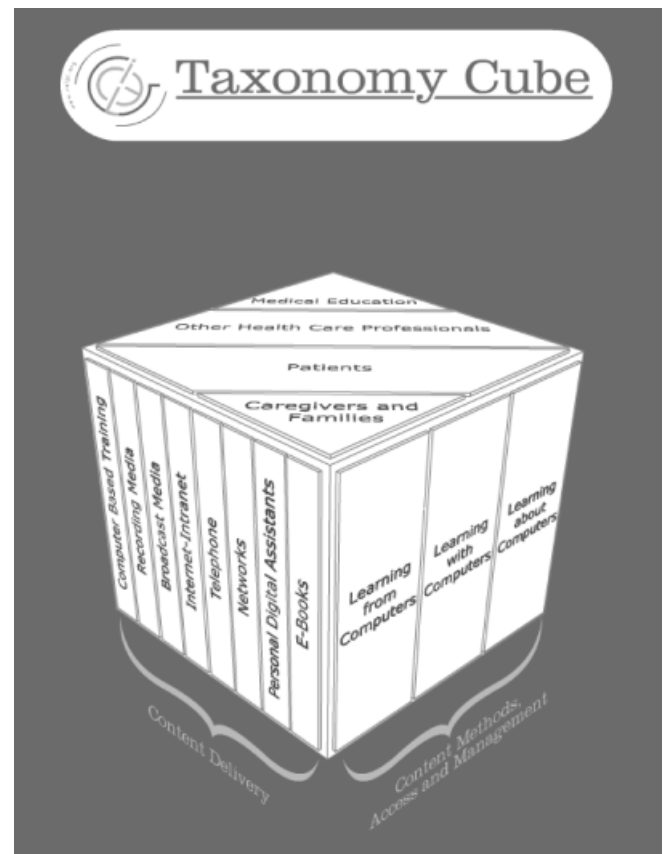 Taxonomy Cube
Medical Education
Other Health Care Professionals
Patients
Caregivers and
Families
Computer Based Training
Recording Media
Broadcast Media
Internet-Intranet
Telephone
Networks
Personal Digital Assistants
E-Books
Learning
from
Computers
Learning
with
Computers
Learning
about
Computers
Content Delivery
Content Methods,
Access and Management